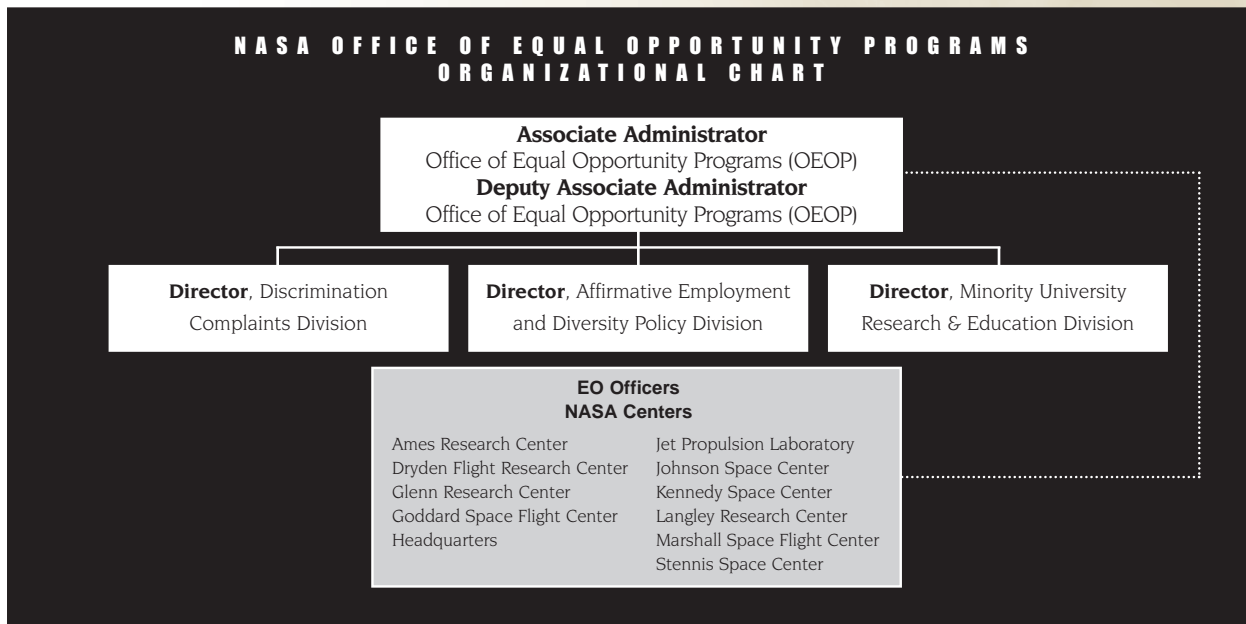 NASA OFFICE OF EQUAL OPPORTUNITY PROGRAMS
ORGANIZATIONAL CHART
Associate Administrator
Office of Equal Opportunity Programs (OEOP)
Deputy Associate Administrator
Office of Equal Opportunity Programs (OEOP)
Director, Discrimination
Complaints Division
Director, Affirmative Employment
and Diversity Policy Division
Director, Minority University
Research & Education Division
EO Officers
NASA Centers
Ames Research Center
Dryden Flight Research Center
Glenn Research Center
Goddard Space Flight Center
Headquarters
Jet Propulsion Laboratory
Johnson Space Center
Kennedy Space Center
Langley Research Center
Marshall Space Flight Center
Stennis Space Center